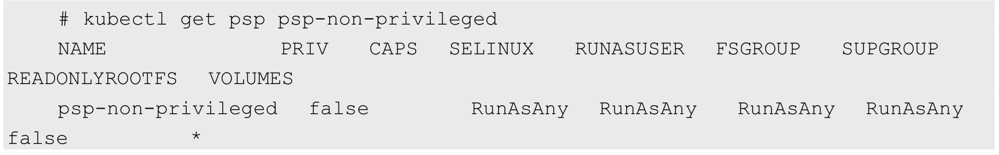 # kubectl get psp psp-non-privileged
NAME PRIV CAPS SELINUX RUNASUSER FSGROUP SUPGROUP
READONLYROOTFS VOLUMES
psp-non-privileged false RunAsAny RunAsAny RunAsAny RunAsAny
false *